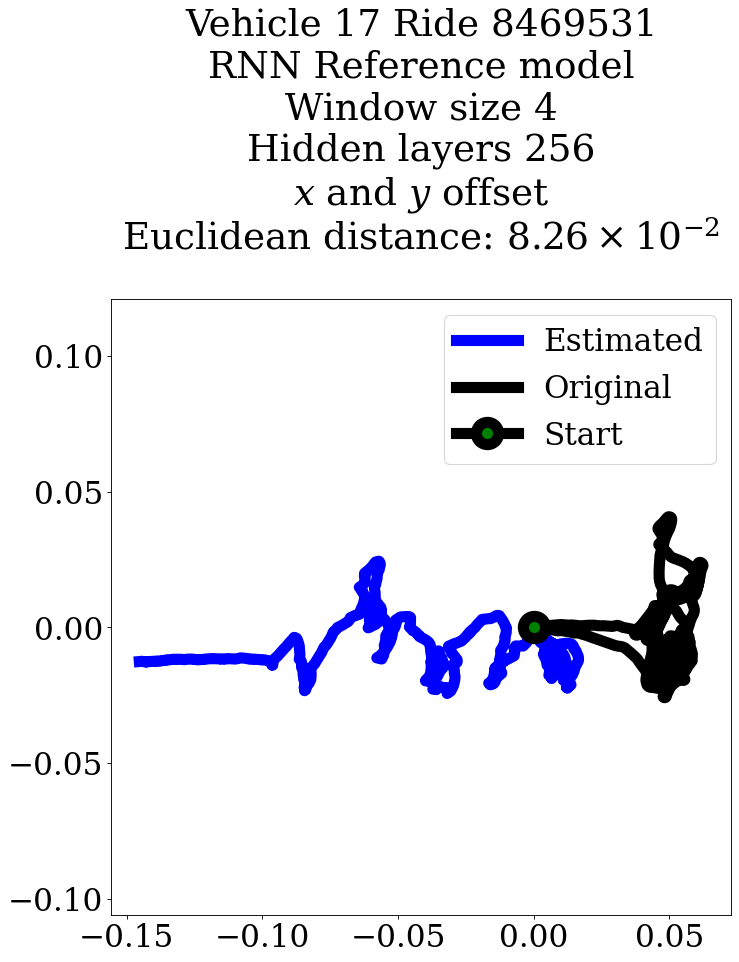 Vehicle 17 Ride 8469531
RNN Reference model
Window size 4
Hidden layers 256
x and y offset
Euclidean distance: 8.26 × 10⁻²
Estimated
Original
Start
0.10
0.05
0.00
−0.05
−0.10
−0.15 −0.10 −0.05 0.00 0.05